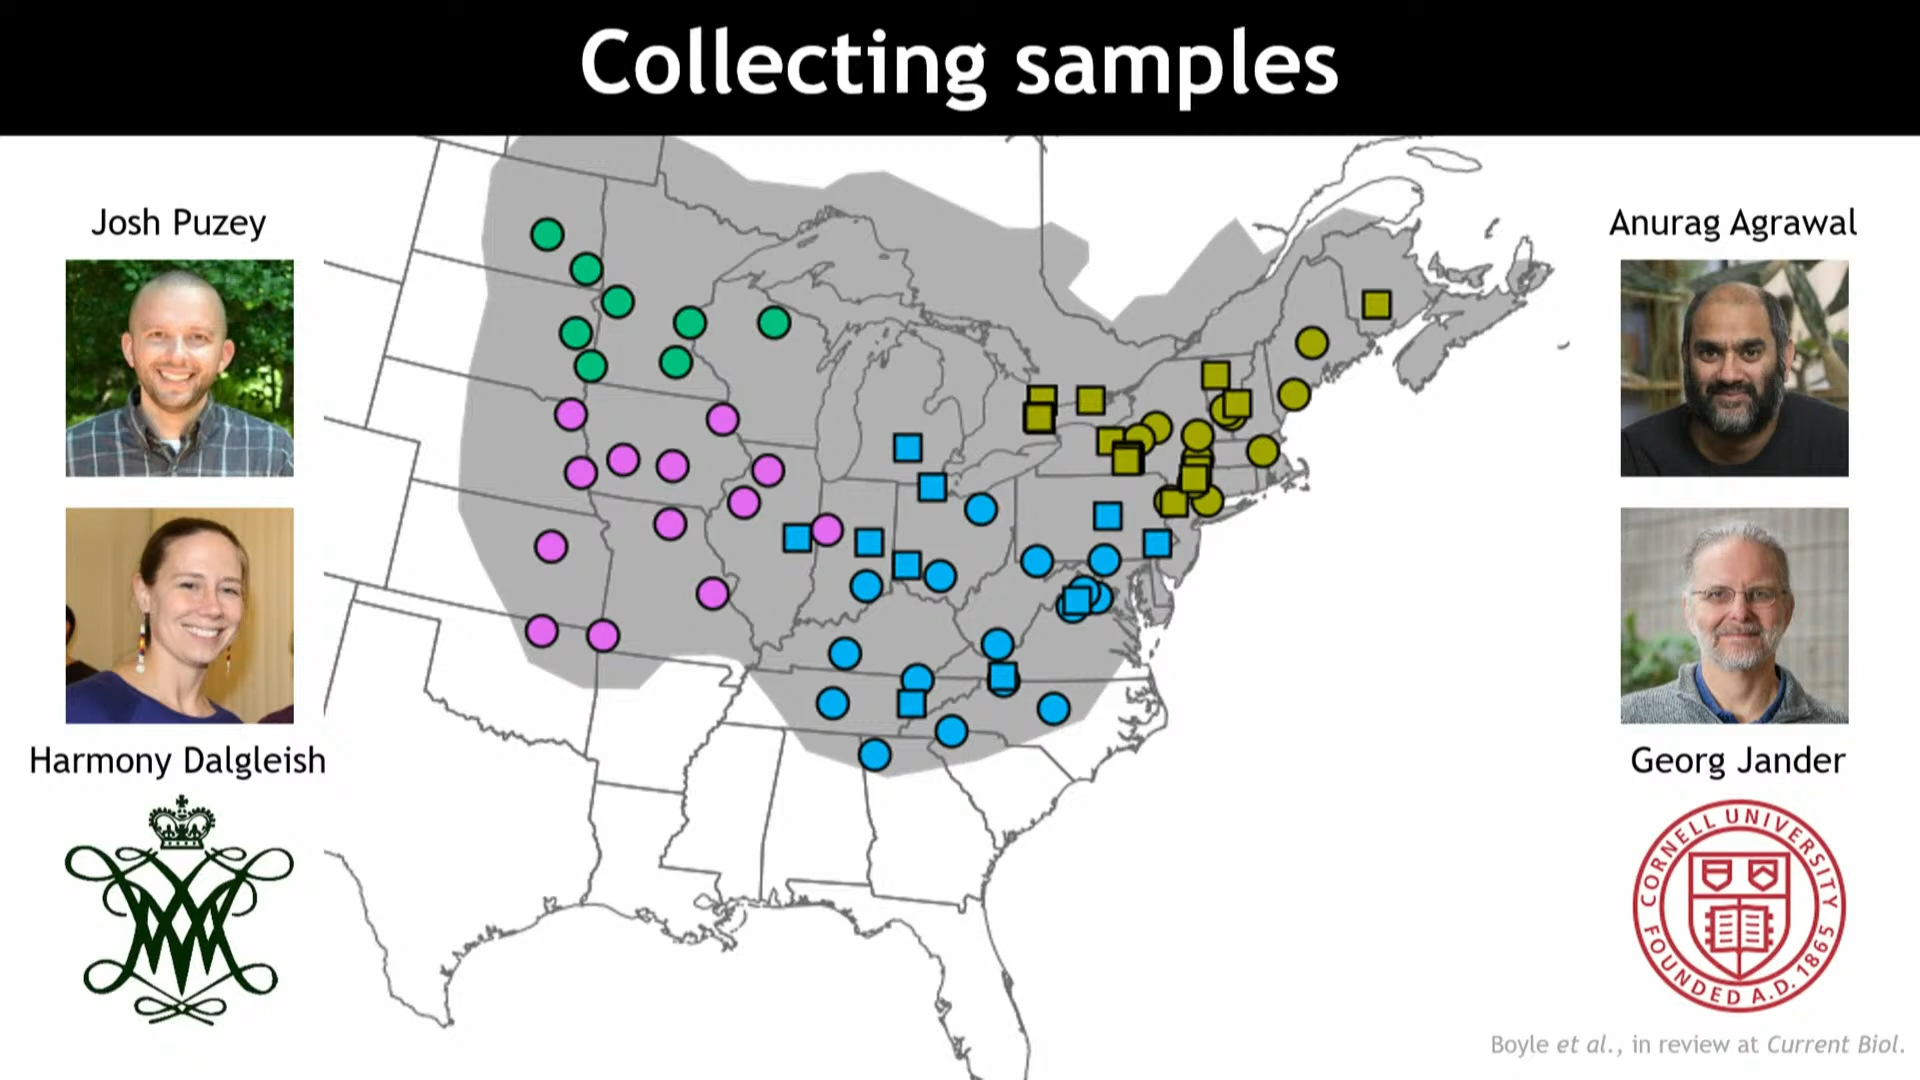 Collecting samples
Josh Puzey
Harmony Dalgleish
Anurag Agrawal
Georg Jander
CORNELL UNIVERSITY
FOUNDED A.D. 1865
Boyle et al., in review at Current Biol.